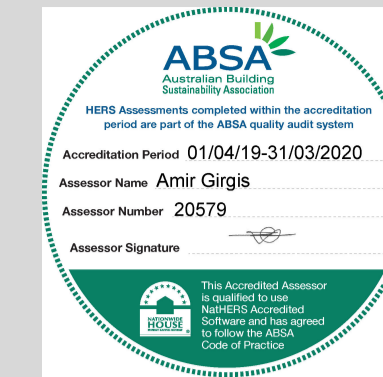 ABSA
Australian Building
Sustainability Association
HERS Assessments completed within the accreditation
period are part of the ABSA quality audit system
Accreditation Period 01/04/19-31/03/2020
Assessor Name Amir Girgis
Assessor Number 20579
Assessor Signature
This Accredited Assessor
is qualified to use
NatHERS Accredited
Software and has agreed
to follow the ABSA
Code of Practice
NATIONWIDE
HOUSE